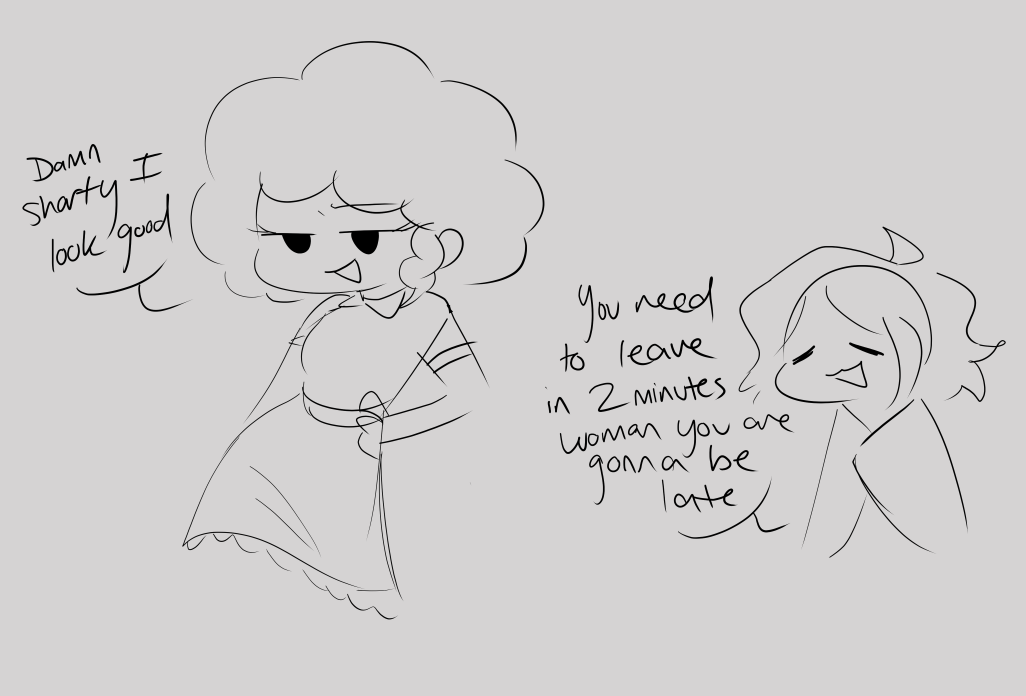 Damn
sharty I
look good
You need
to leave
in 2 minutes
woman you are
gonna be
late